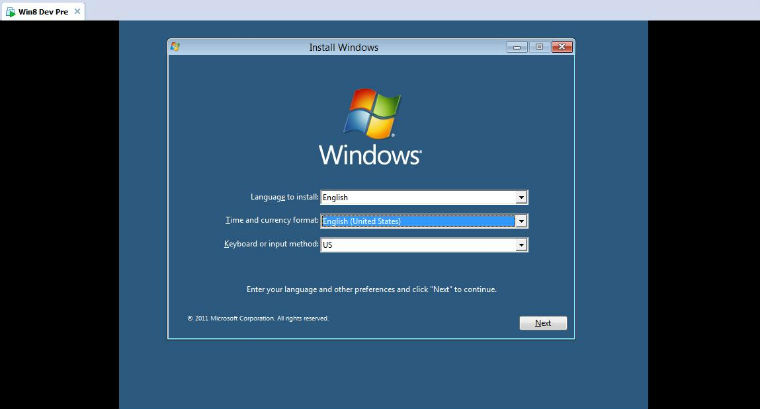 Win8 Dev Pre
Install Windows
Windows®
Language to install: English
Time and currency format: English (United States)
Keyboard or input method: US
Enter your language and other preferences and click "Next" to continue.
© 2011 Microsoft Corporation. All rights reserved.
Next